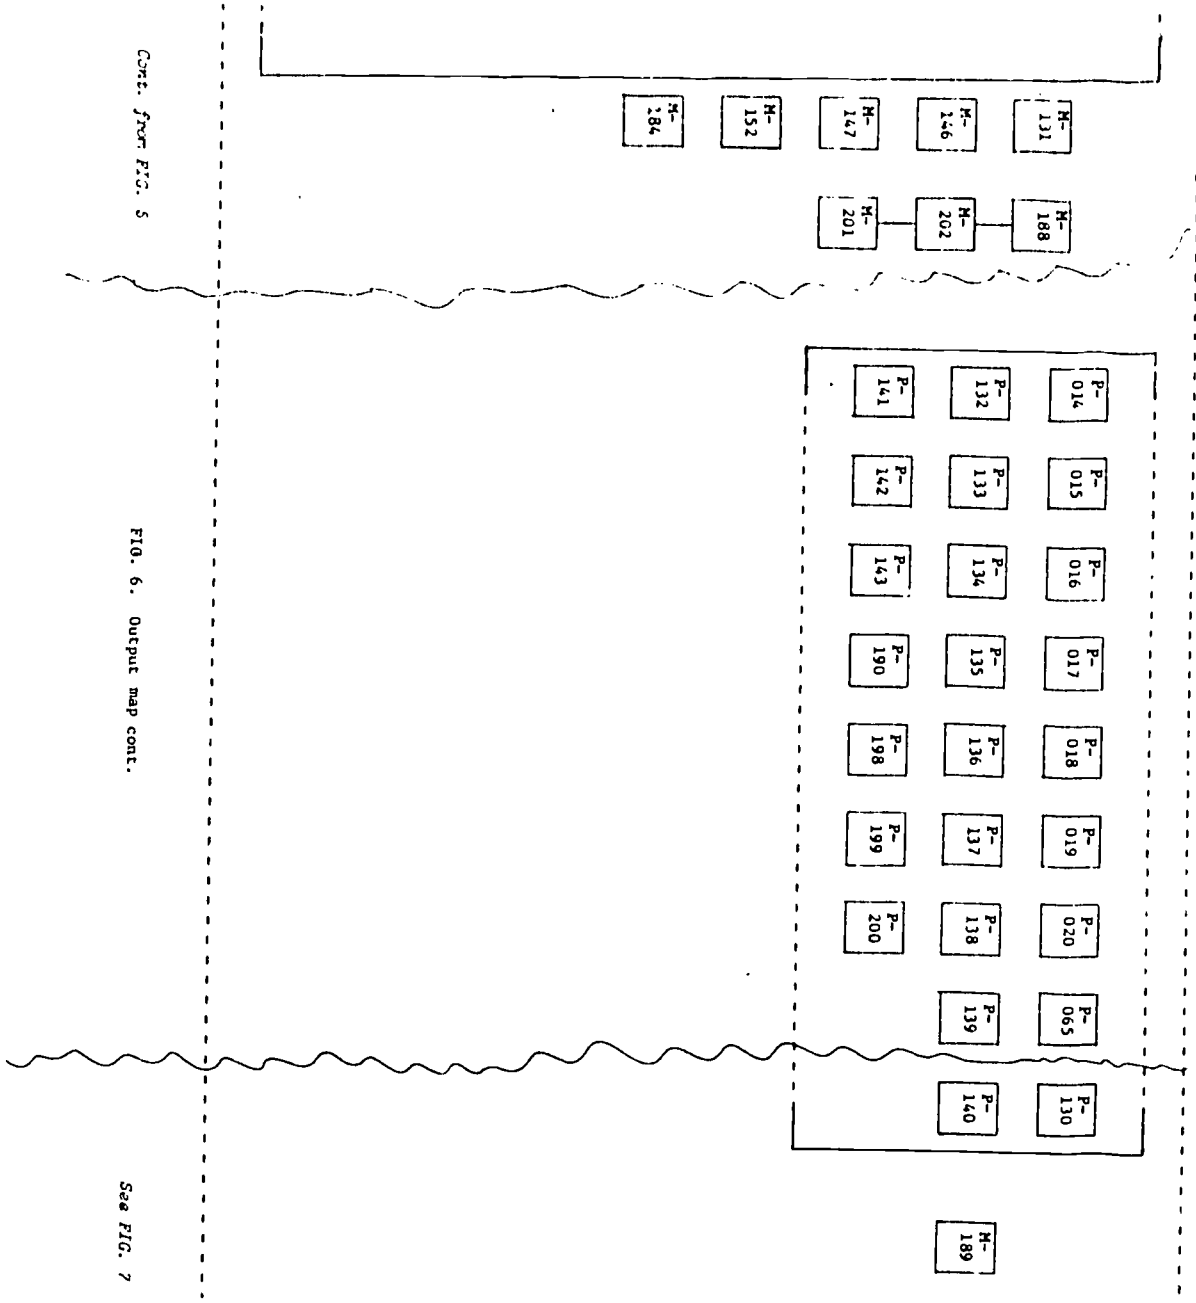 M-
131
M-
188
P-
014
P-
015
P-
016
P-
017
P-
018
P-
019
P-
020
P-
065
P-
130
M-
146
M-
202
P-
132
P-
133
P-
134
P-
135
P-
136
P-
137
P-
138
P-
139
P-
140
M-
189
M-
147
M-
201
P-
141
P-
142
P-
143
P-
190
P-
198
P-
199
P-
200
M-
152
M-
184
Cont. from FIG. 5
FIG. 6. Output map cont.
See FIG. 7